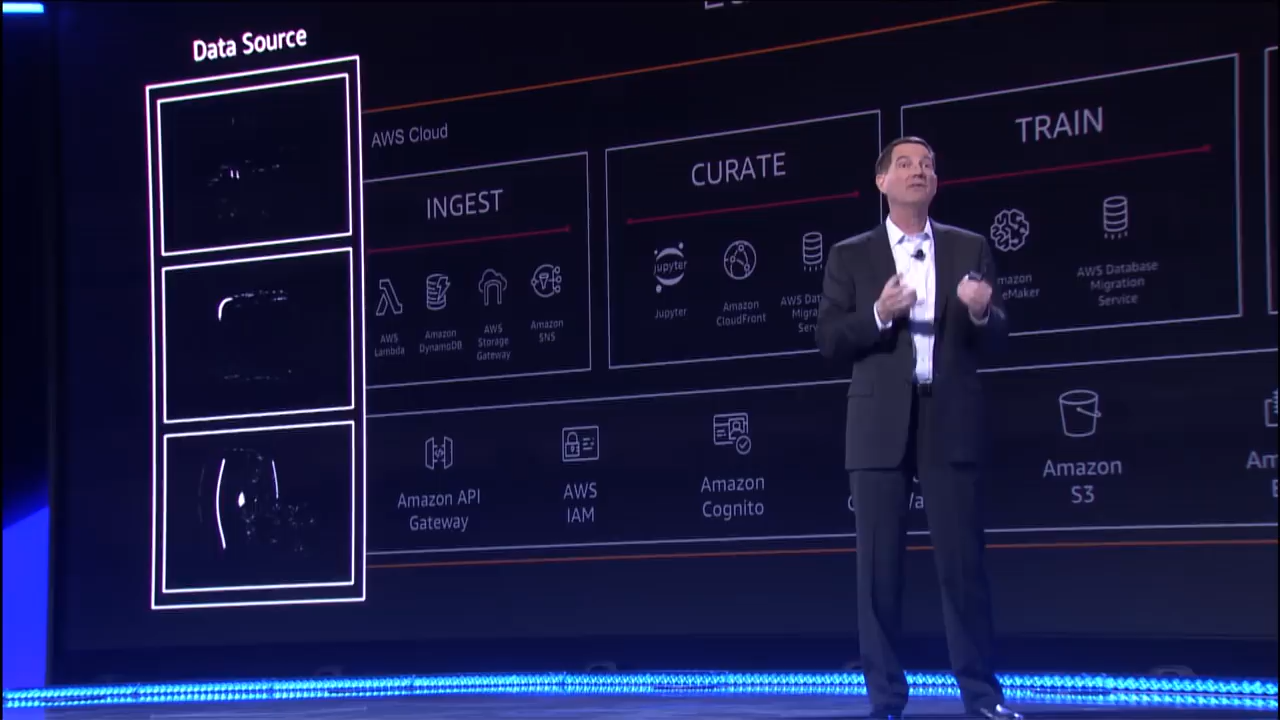 Data Source
AWS Cloud
INGEST
AWS
Lambda
Amazon
DynamoDB
AWS
Storage
Gateway
Amazon
SNS
CURATE
jupyter
Jupyter
Amazon
CloudFront
AWS
TRAIN
AWS Database
Migration
Service
Amazon API
Gateway
AWS
IAM
Amazon
Cognito
Amazon
S3